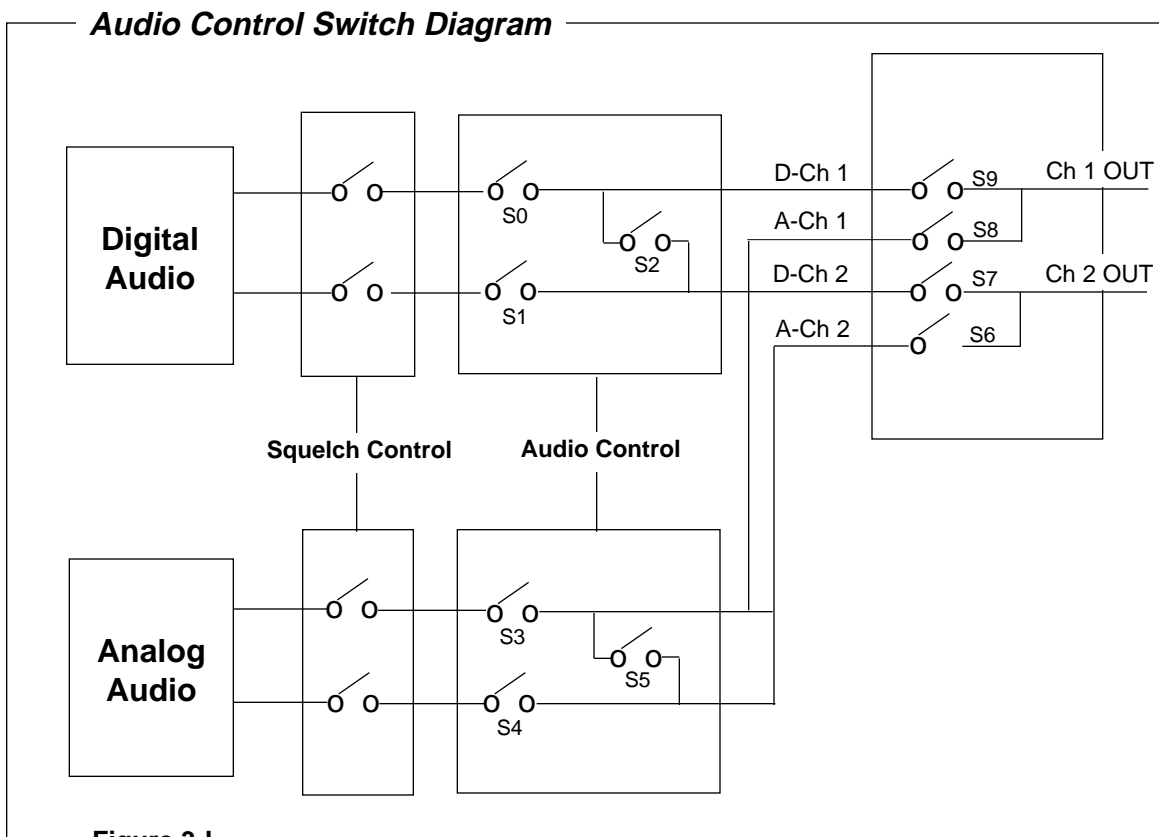 Audio Control Switch Diagram
Digital
Audio
S0
S1
S2
D-Ch 1
A-Ch 1
D-Ch 2
A-Ch 2
S9
S8
S7
S6
Ch 1 OUT
Ch 2 OUT
Squelch Control
Audio Control
Analog
Audio
S3
S4
S5